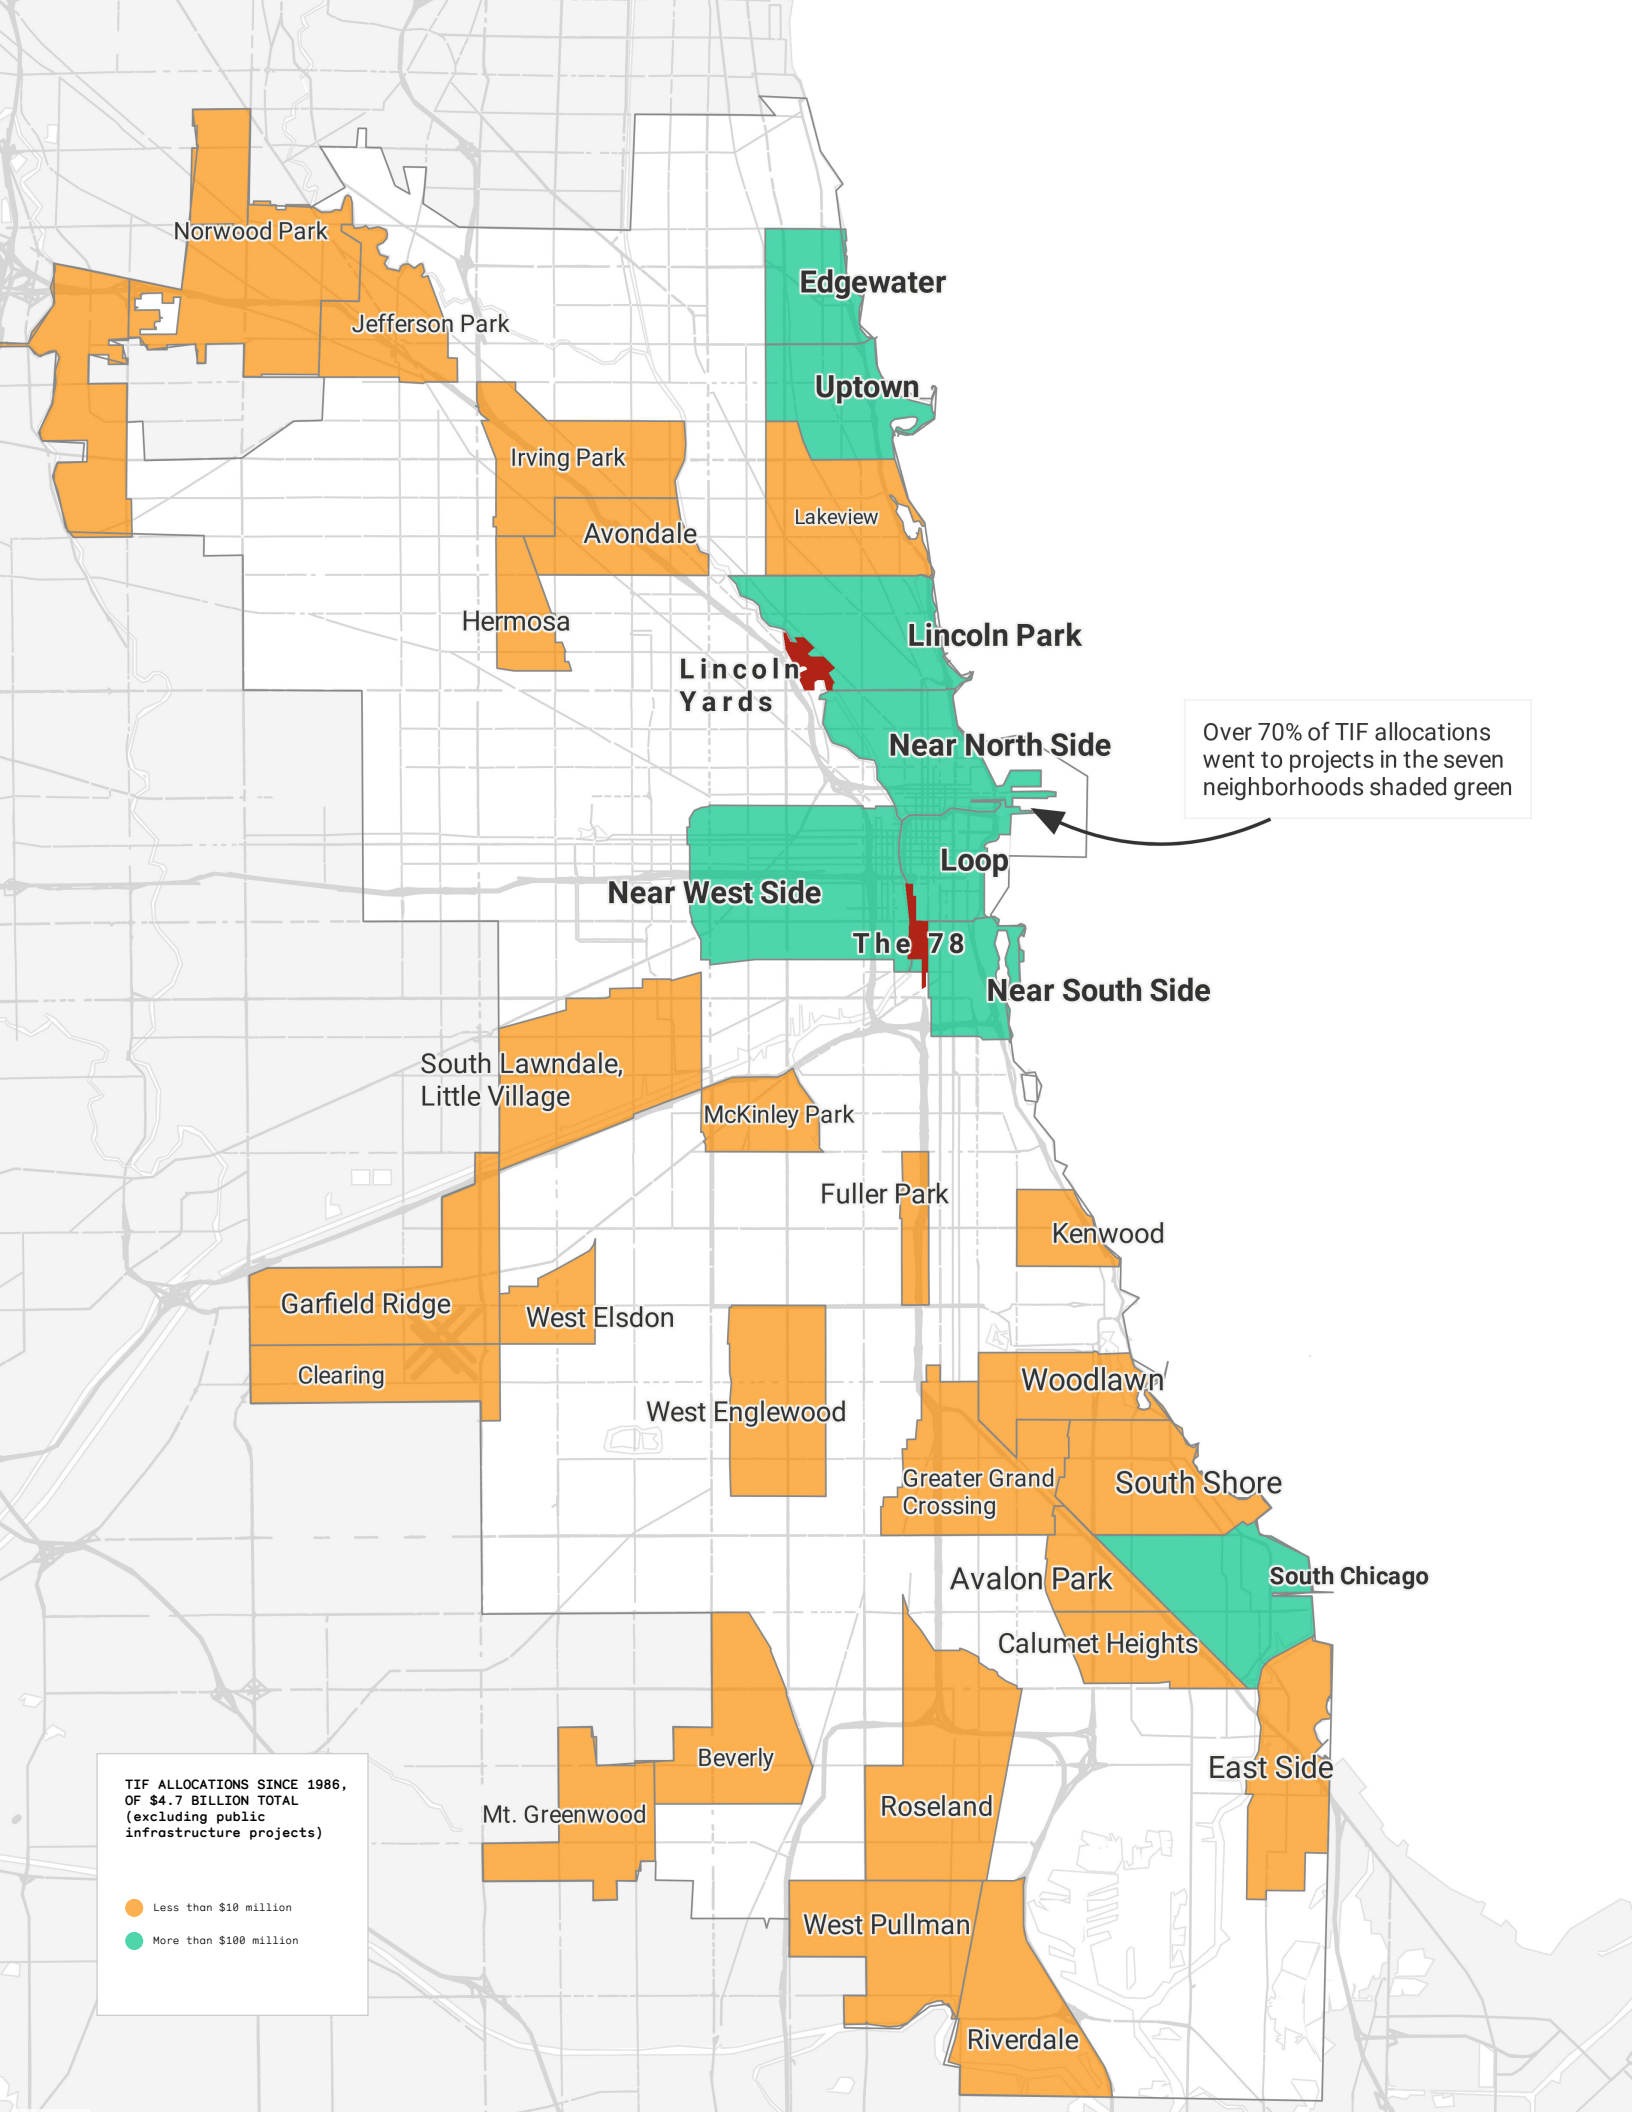 Norwood Park
Edgewater
Jefferson Park
Uptown
Irving Park
Lakeview
Avondale
Hermosa
Lincoln Park
Lincoln
Yards
Near North Side
Over 70% of TIF allocations
went to projects in the seven
neighborhoods shaded green
Loop
Near West Side
The 78
Near South Side
South Lawndale,
Little Village
McKinley Park
Fuller Park
Kenwood
Garfield Ridge
West Elsdon
Clearing
Woodlawn
West Englewood
Greater Grand
Crossing
South Shore
Avalon Park
South Chicago
Calumet Heights
Beverly
East Side
Mt. Greenwood
Roseland
West Pullman
Riverdale
TIF ALLOCATIONS SINCE 1986,
OF $4.7 BILLION TOTAL
(excluding public
infrastructure projects)
Less than $10 million
More than $100 million